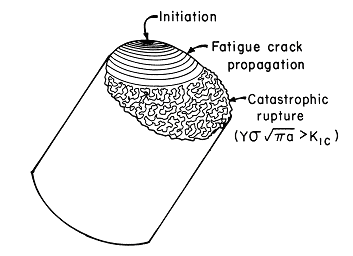 Initiation
Fatigue crack
propagation
Catastrophic
rupture
(Yσ√πa >K_IC)